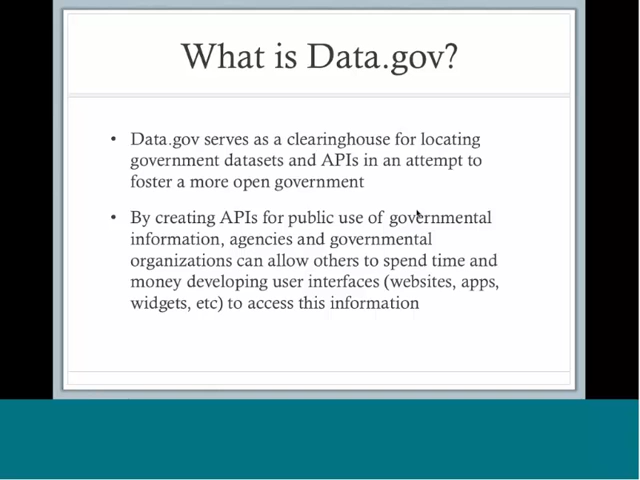 What is Data.gov?
• Data.gov serves as a clearinghouse for locating
government datasets and APIs in an attempt to
foster a more open government
• By creating APIs for public use of governmental
information, agencies and governmental
organizations can allow others to spend time and
money developing user interfaces (websites, apps,
widgets, etc) to access this information